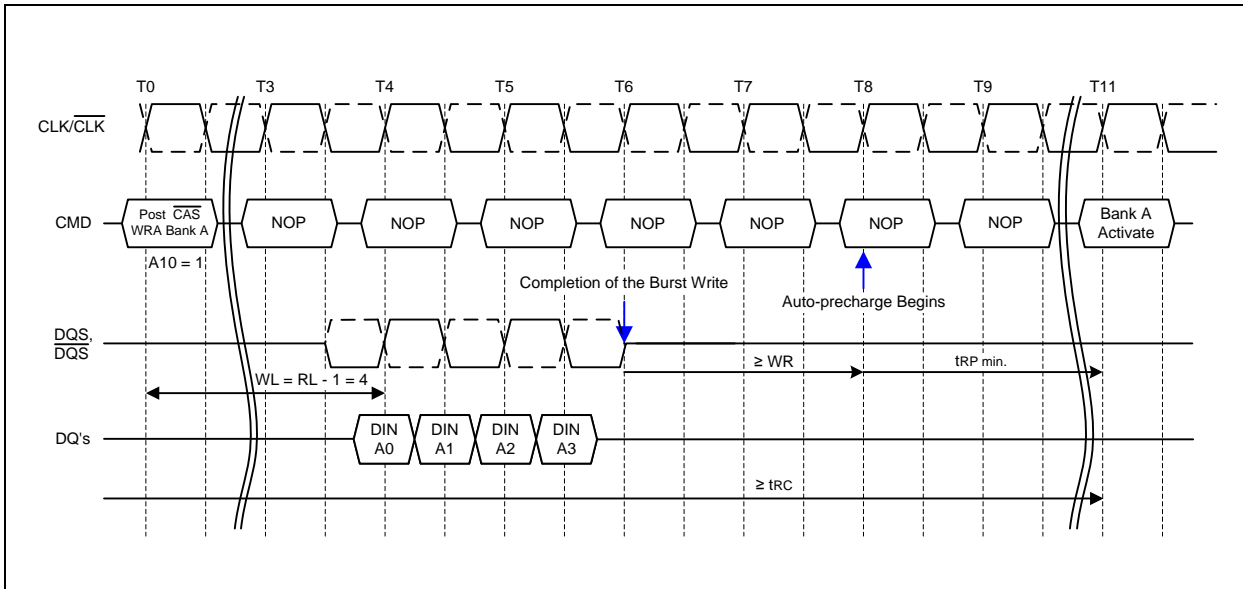 T0 T3 T4 T5 T6 T7 T8 T9 T11
CLK/CLK
CMD
Post CAS
WRA Bank A
NOP NOP NOP NOP NOP NOP NOP
Bank A
Activate
A10 = 1
Completion of the Burst Write
Auto-precharge Begins
DQS,
DQS
≥ WR
tRP min.
WL = RL - 1 = 4
DQ's
DIN
A0
DIN
A1
DIN
A2
DIN
A3
≥ tRC